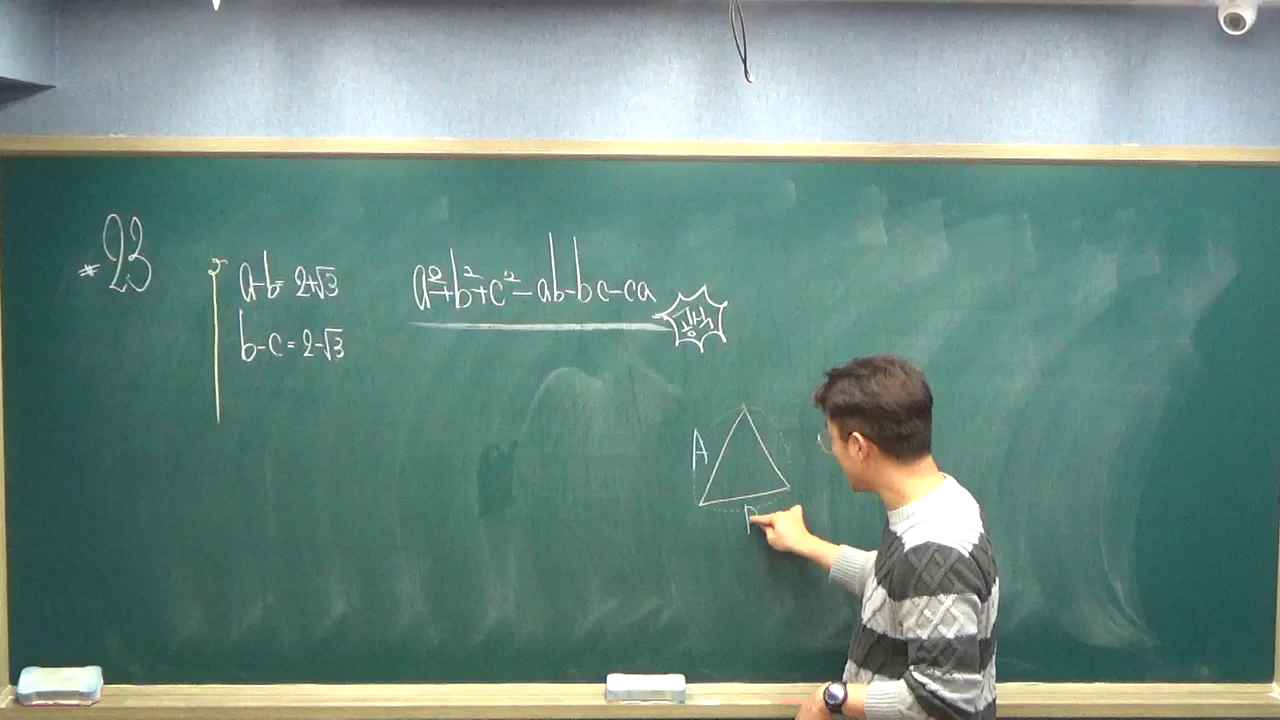 * 23
a-b= 2+√3
b-c= 2-√3
a²+b²+c²-ab-bc-ca
A